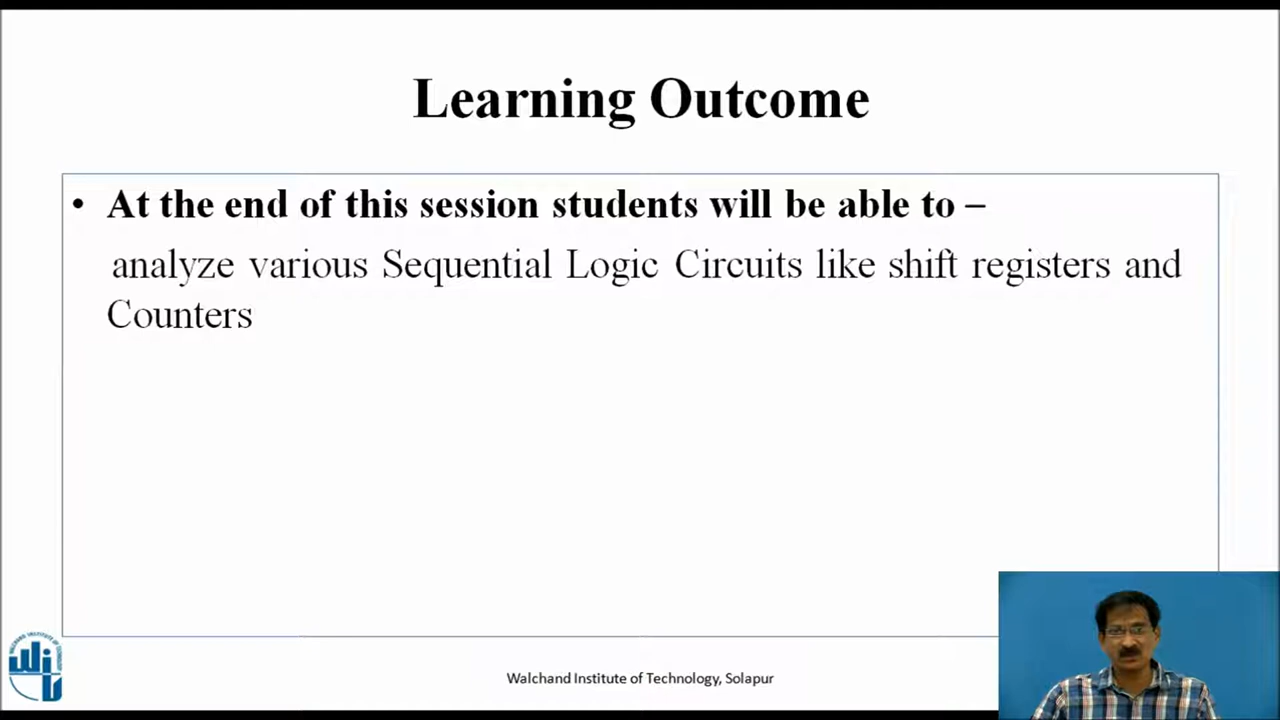 Learning Outcome
• At the end of this session students will be able to –
analyze various Sequential Logic Circuits like shift registers and
Counters
Walchand Institute of Technology, Solapur